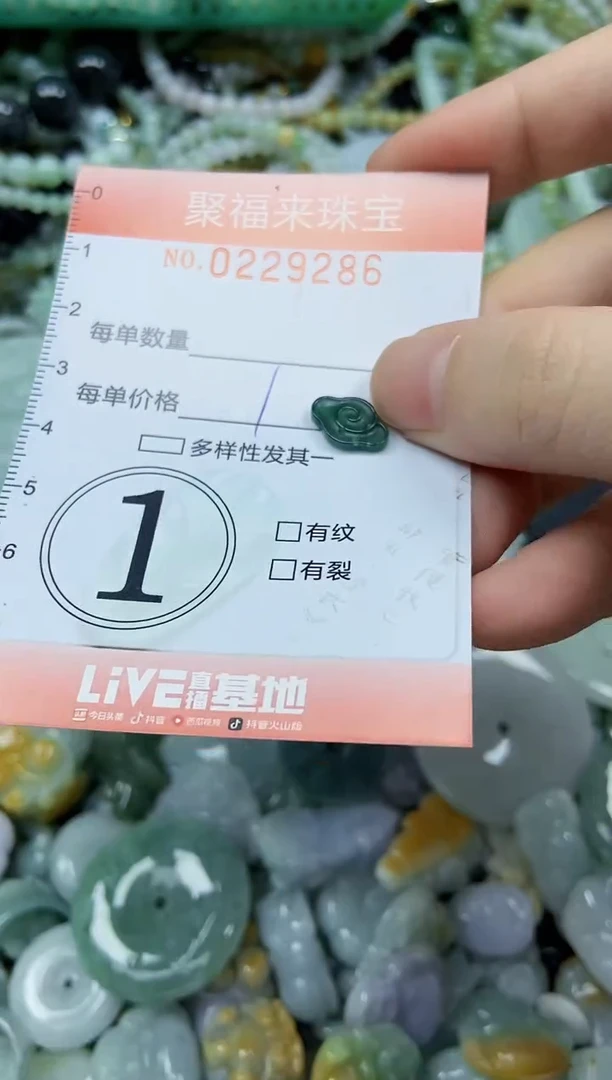 聚福来珠宝
NO.0229286
每单数量
每单价格
多样性发其一
1
有纹
有裂
LiVE直播基地
今日头条 抖音 西瓜视频 抖音火山版
0
1
2
3
4
5
6